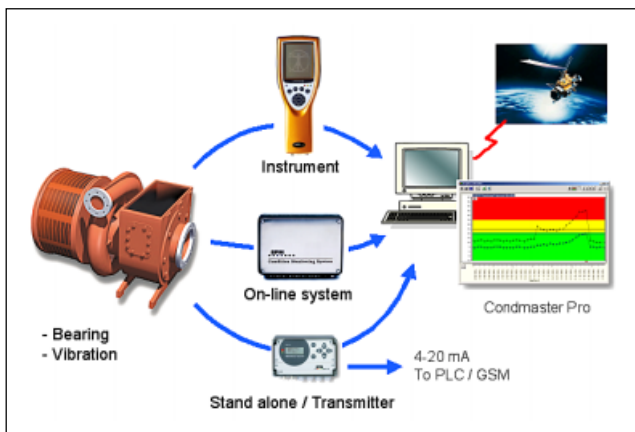 Instrument
On-line system
- Bearing
- Vibration
Condmaster Pro
4-20 mA
To PLC / GSM
Stand alone / Transmitter